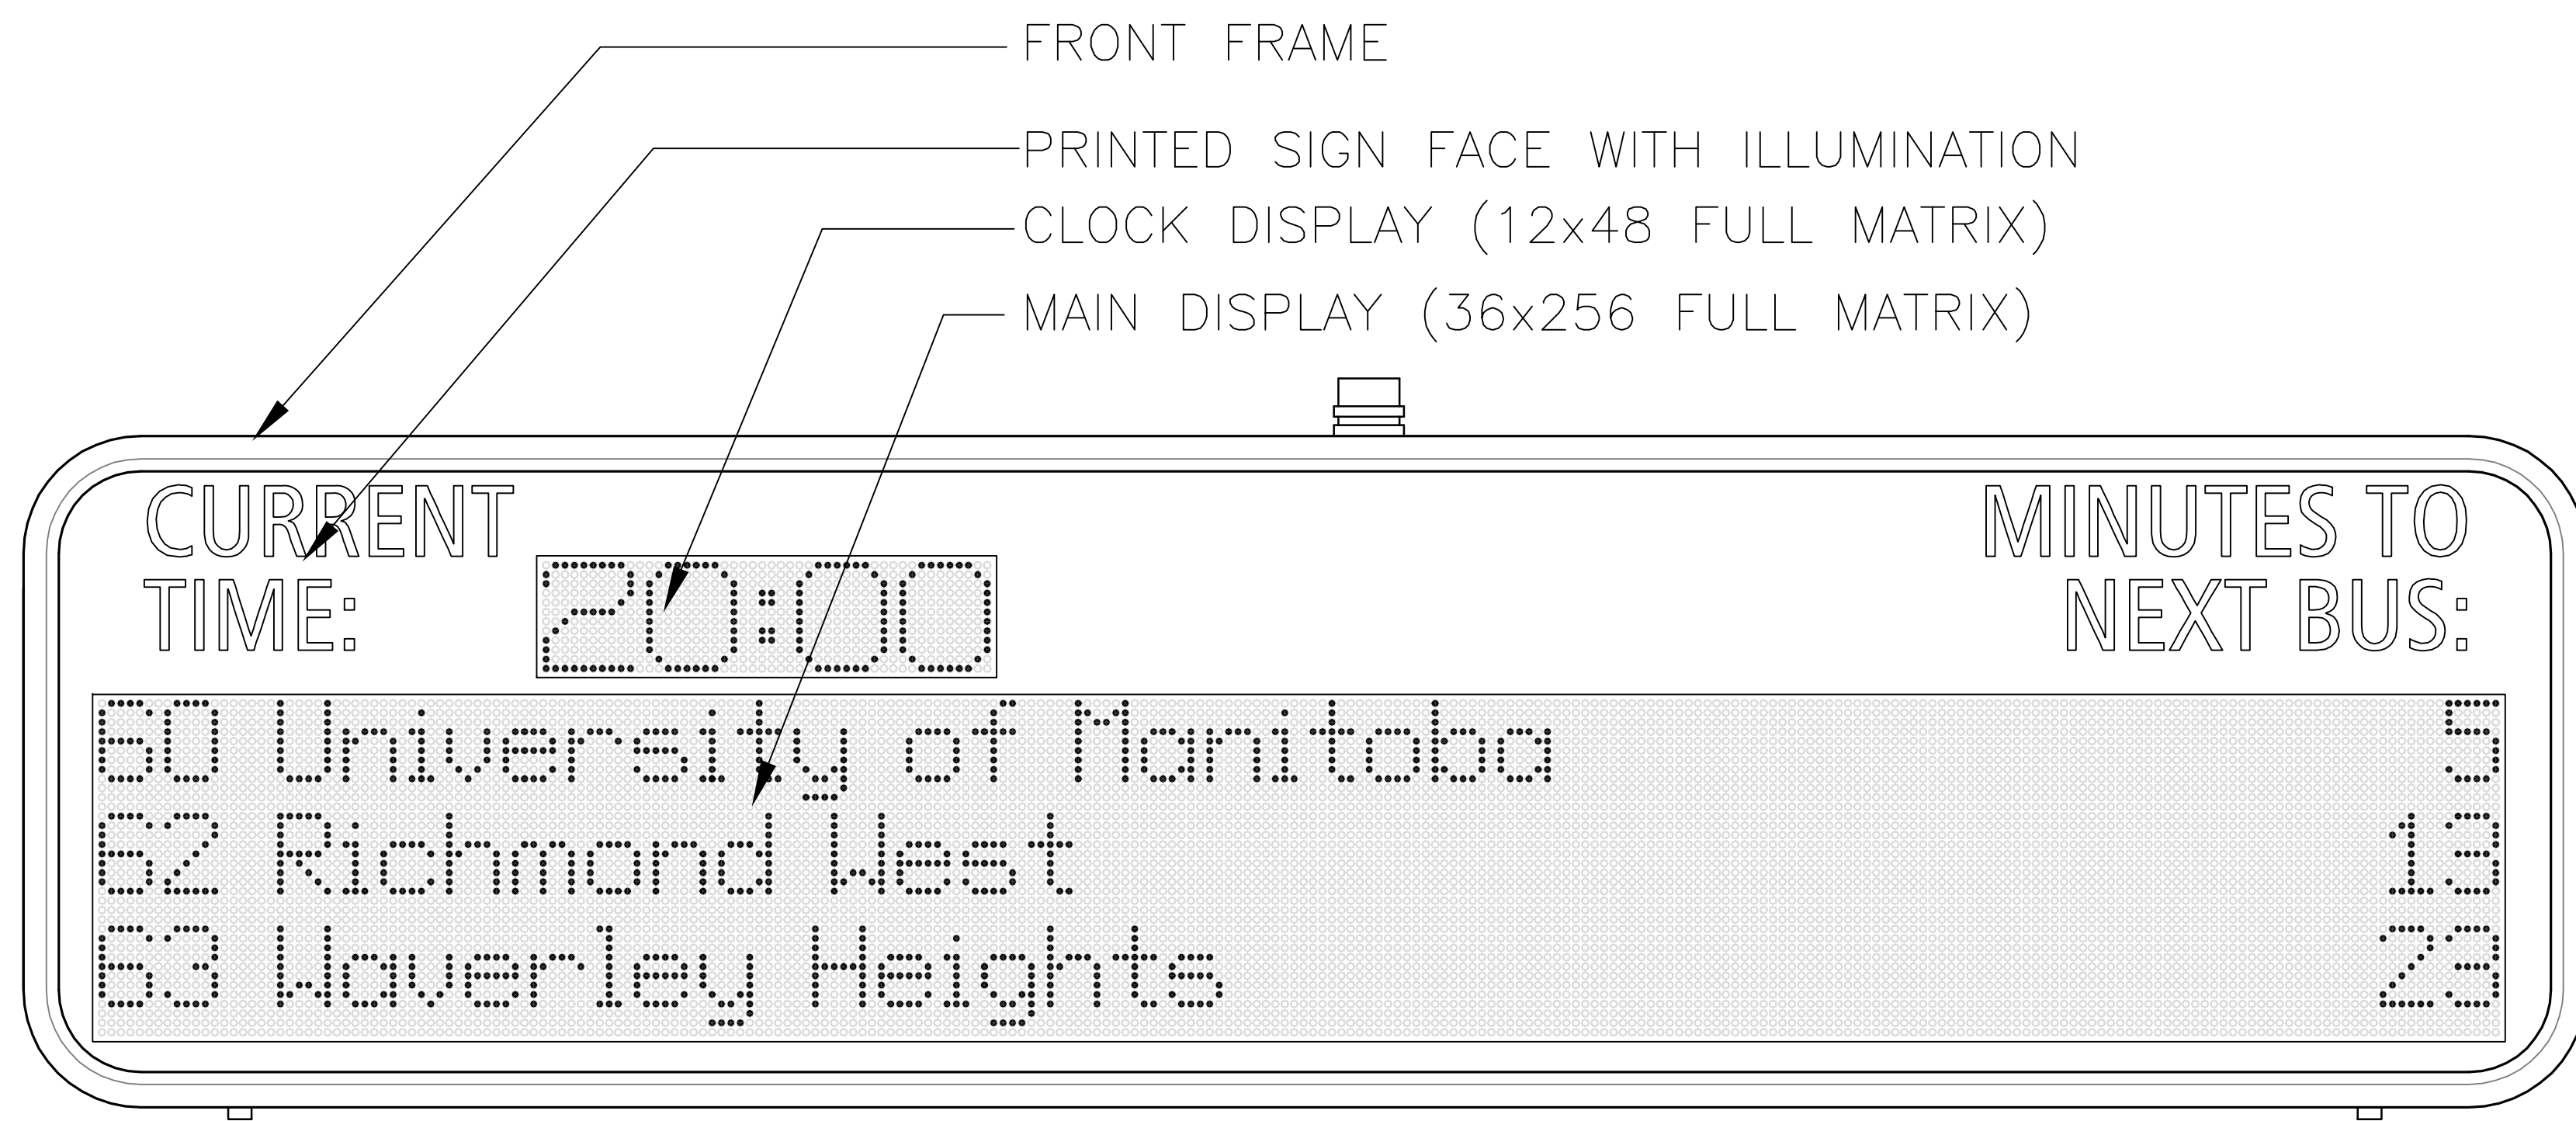 FRONT FRAME
PRINTED SIGN FACE WITH ILLUMINATION
CLOCK DISPLAY (12x48 FULL MATRIX)
MAIN DISPLAY (36x256 FULL MATRIX)
CURRENT
TIME:
20:00
MINUTES TO
NEXT BUS:
60 University of Manitoba 5
62 Richmond West 13
63 Waverley Heights 23